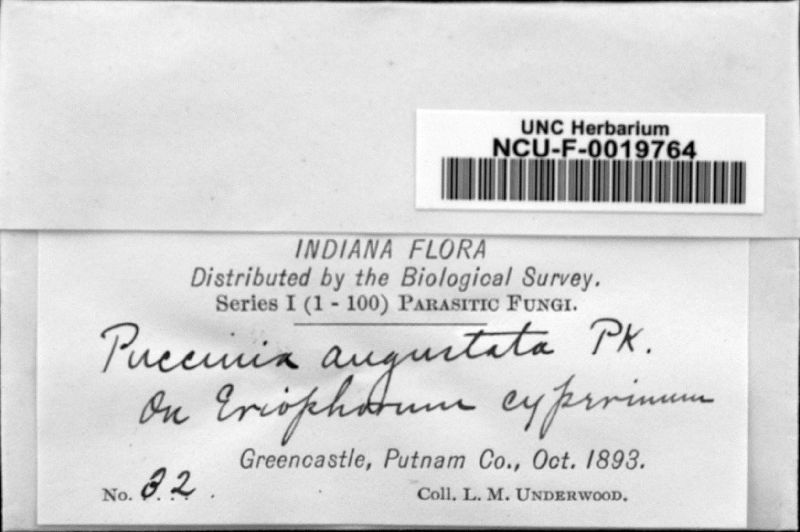 UNC Herbarium
NCU-F-0019764
INDIANA FLORA
Distributed by the Biological Survey.
Series I (1 - 100) PARASITIC FUNGI.
Puccinia angustata PK.
On Eriophorum cyperinum
Greencastle, Putnam Co., Oct. 1893.
No. 32.
Coll. L. M. UNDERWOOD.